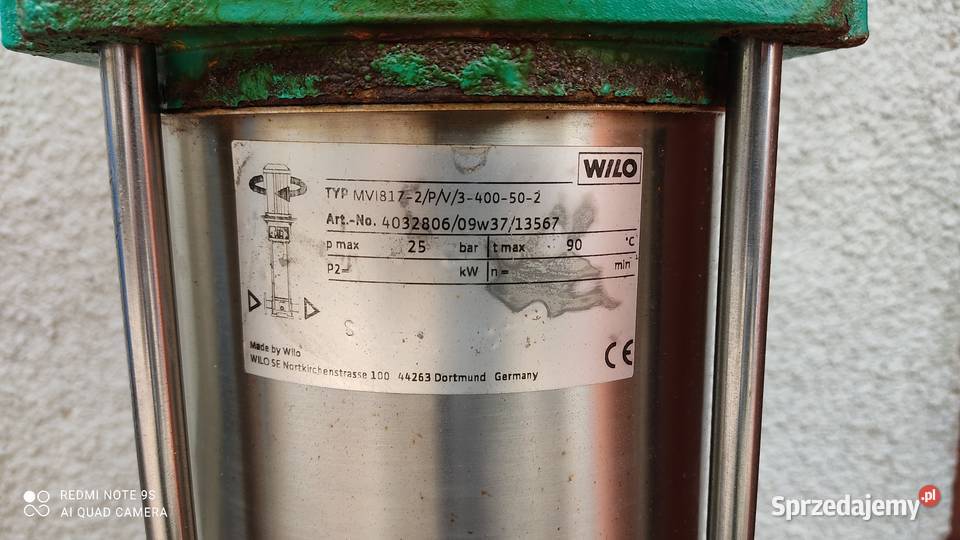 WILO
TYP MVI817-2/P/V/3-400-50-2
Art.-No. 4032806/09w37/13567
p max 25 bar t max 90 °C
P2= kW n= min
S
Made by Wilo
WILO SE Nortkirchenstrasse 100 44263 Dortmund Germany
CE
REDMI NOTE 9S
AI QUAD CAMERA
Sprzedajemy.pl